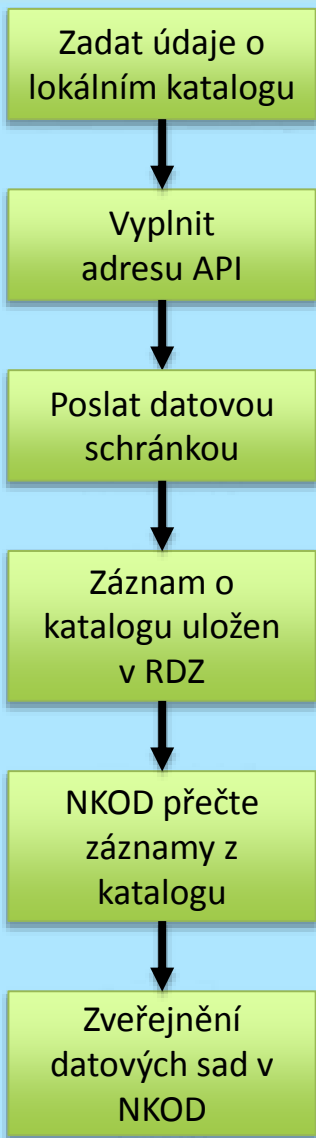 Zadat údaje o
lokálním katalogu
Vyplnit
adresu API
Poslat datovou
schránkou
Záznam o
katalogu uložen
v RDZ
NKOD přečte
záznamy z
katalogu
Zveřejnění
datových sad v
NKOD